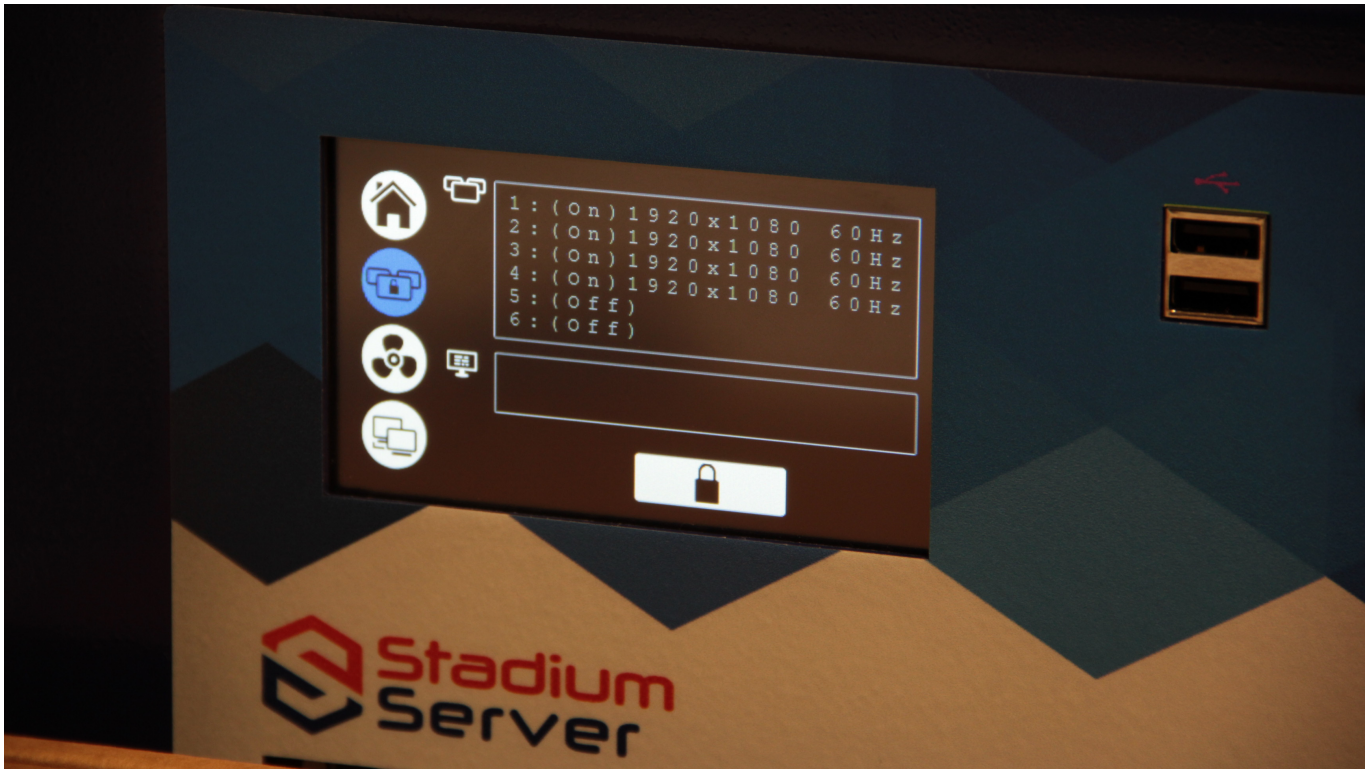 1:(On)1920x1080 60Hz
2:(On)1920x1080 60Hz
3:(On)1920x1080 60Hz
4:(On)1920x1080 60Hz
5:(Off)
6:(Off)
Stadium
Server